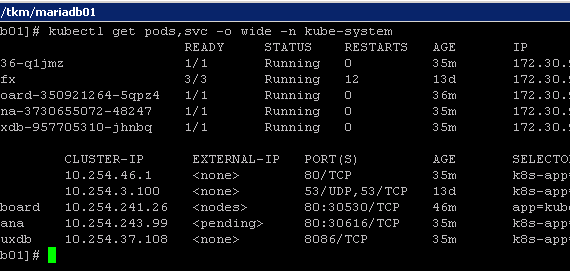 /tkm/mariadb01
b01]# kubectl get pods,svc -o wide -n kube-system
READY STATUS RESTARTS AGE IP
36-q1jmz 1/1 Running 0 35m 172.30.
fx 3/3 Running 12 13d 172.30.
oard-350921264-5qpz4 1/1 Running 0 36m 172.30.
na-3730655072-48247 1/1 Running 0 35m 172.30.
xdb-957705310-jhnbq 1/1 Running 0 35m 172.30.
CLUSTER-IP EXTERNAL-IP PORT(S) AGE SELECTO
10.254.46.1 <none> 80/TCP 35m k8s-app=
10.254.3.100 <none> 53/UDP,53/TCP 13d k8s-app=
board 10.254.241.26 <nodes> 80:30530/TCP 46m app=kube
ana 10.254.243.99 <pending> 80:30616/TCP 35m k8s-app=
uxdb 10.254.37.108 <none> 8086/TCP 35m k8s-app=
b01]#